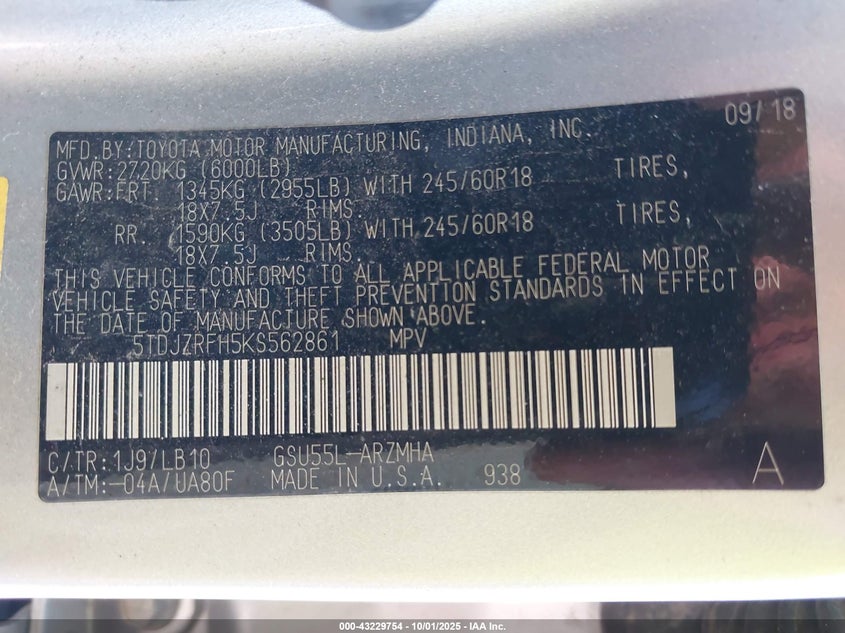 09/18
MFD.BY:TOYOTA MOTOR MANUFACTURING, INDIANA, INC.
GVWR:2720KG (6000LB)
GAWR:FRT. 1345KG (2955LB) WITH 245/60R18 TIRES,
18X7.5J RIMS
RR. 1590KG (3505LB) WITH 245/60R18 TIRES,
18X7.5J RIMS
THIS VEHICLE CONFORMS TO ALL APPLICABLE FEDERAL MOTOR
VEHICLE SAFETY AND THEFT PREVENTION STANDARDS IN EFFECT ON
THE DATE OF MANUFACTURE SHOWN ABOVE.
5TDJZRFH5KS562861 MPV
C/TR:1J9/LB10 GSU55L-ARZMHA
A/TM:-04A/UA80F MADE IN U.S.A. 938 A
000-43229754 - 10/01/2025 - IAA Inc.